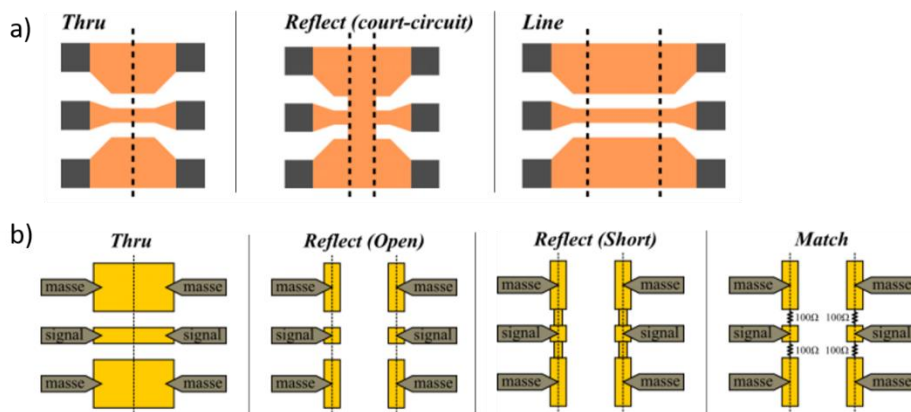 a)
Thru
Reflect (court-circuit)
Line
b)
Thru
Reflect (Open)
Reflect (Short)
Match
masse masse masse masse masse masse masse masse
signal signal signal signal signal signal signal signal
100Ω 100Ω
100Ω 100Ω
masse masse masse masse masse masse masse masse